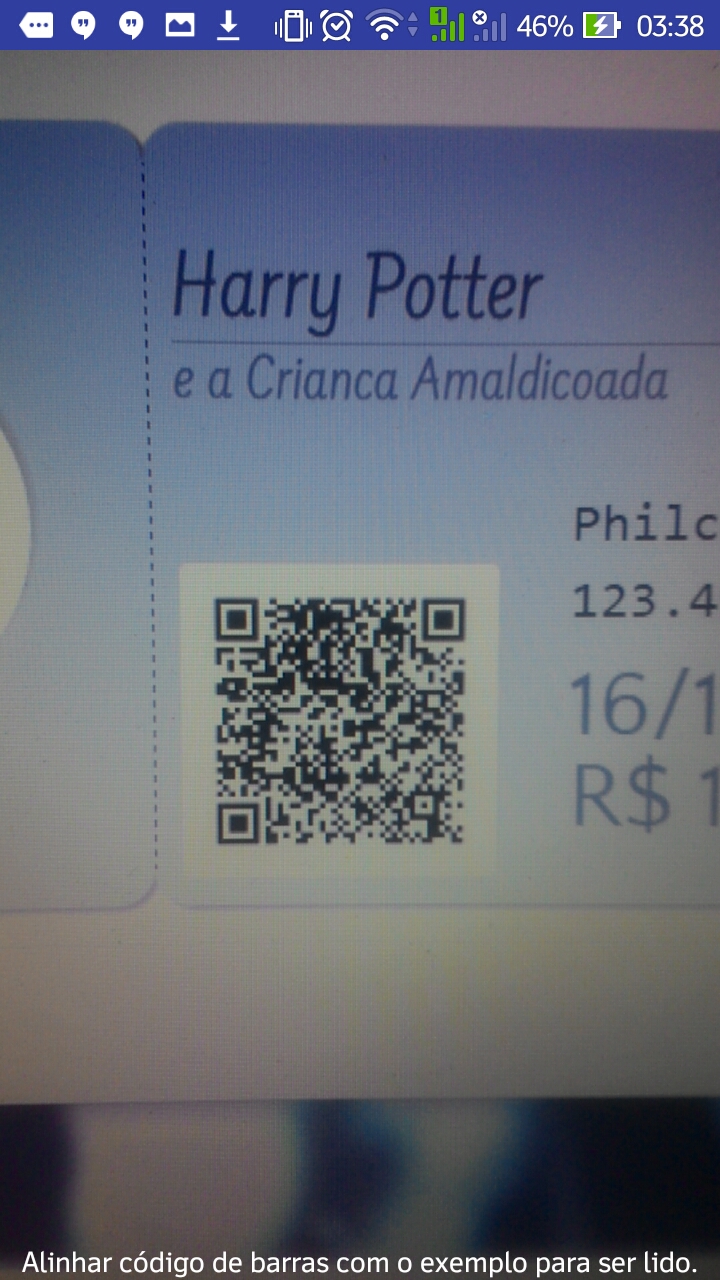 46% 03:38
Harry Potter
e a Crianca Amaldicoada
Philc
123.4
16/1
R$ 1
Alinhar código de barras com o exemplo para ser lido.